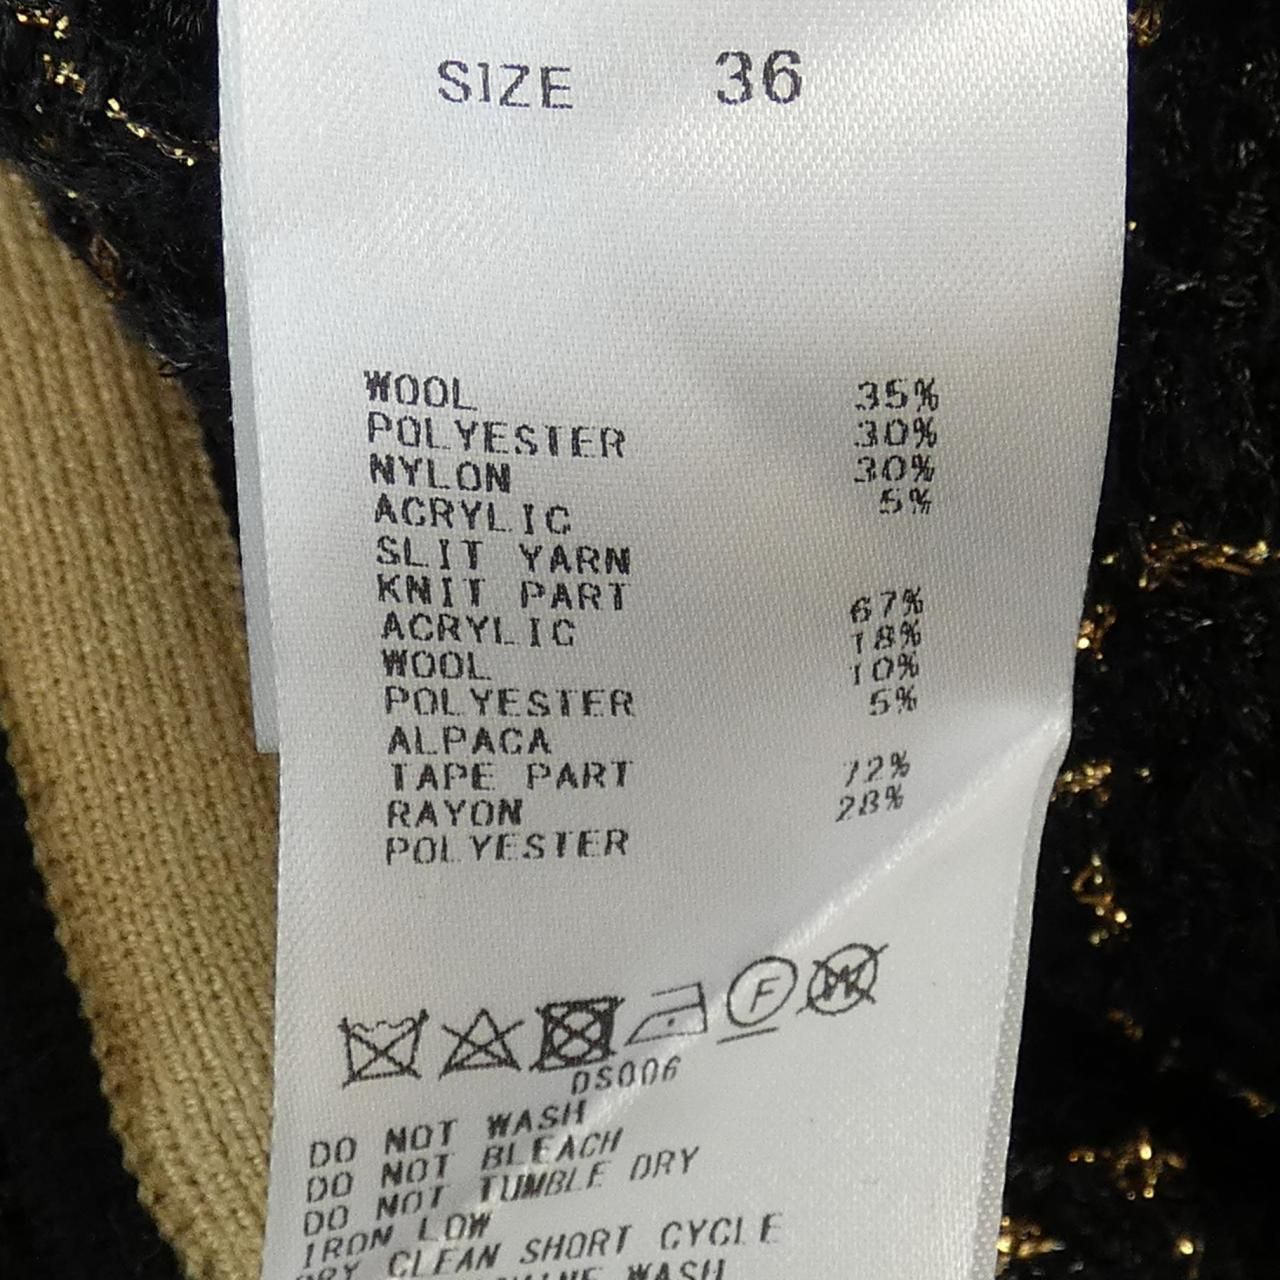 SIZE 36
WOOL 35%
POLYESTER 30%
NYLON 30%
ACRYLIC 5%
SLIT YARN
KNIT PART
ACRYLIC 67%
WOOL 18%
POLYESTER 10%
ALPACA 5%
TAPE PART
RAYON 72%
POLYESTER 28%
F
W
DS006
DO NOT WASH
DO NOT BLEACH
DO NOT TUMBLE DRY
IRON LOW
DRY CLEAN SHORT CYCLE
WASH